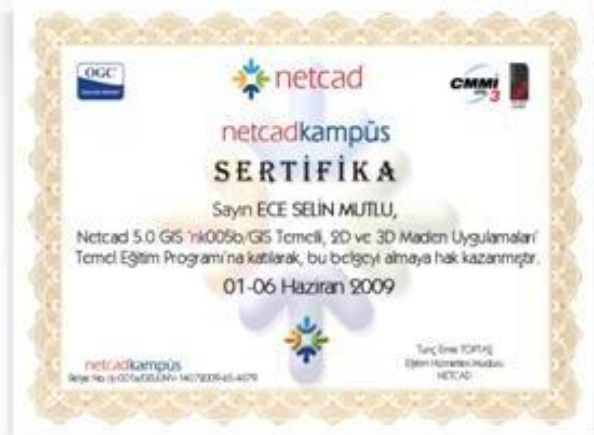 OGC
netcad
CMMI
3
netcadkampüs
SERTİFİKA
Sayın ECE SELİN MUTLU,
Netcad 5.0 GIS 'nk005b/GIS Temelli, 2D ve 3D Maden Uygulamaları'
Temel Eğitim Programı'na katılarak, bu belgeyi almaya hak kazanmıştır.
01-06 Haziran 2009
Tunç Emre TOPTAŞ
Eğitim Hizmetleri Müdürü
NETCAD
netcadkampüs
Belge No: